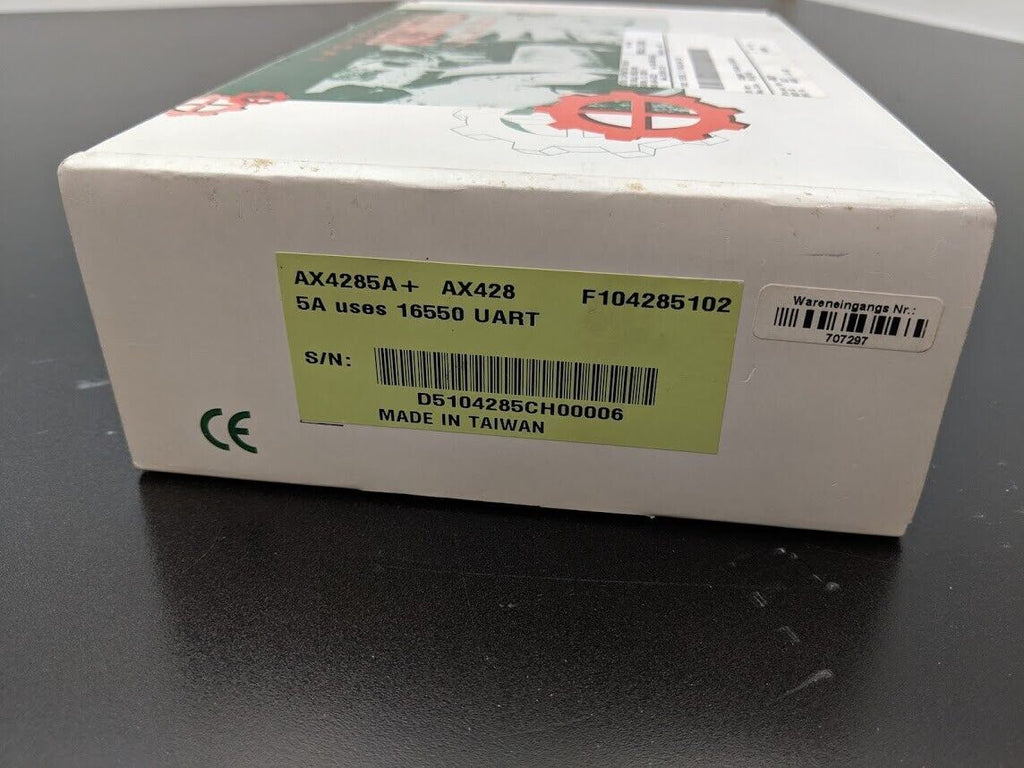 AX4285A+ AX428 F104285102
5A uses 16550 UART
S/N:
D5104285CH00006
MADE IN TAIWAN
Wareneingangs Nr.:
707297
CE